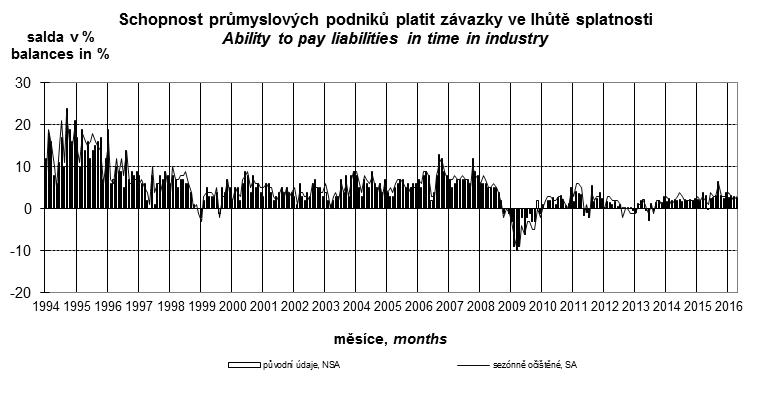 Schopnost průmyslových podniků platit závazky ve lhůtě splatnosti
Ability to pay liabilities in time in industry
salda v %
balances in %
30
20
10
0
-10
-20
1994 1995 1996 1997 1998 1999 2000 2001 2002 2003 2004 2005 2006 2007 2008 2009 2010 2011 2012 2013 2014 2015 2016
měsíce, months
původní údaje, NSA
sezónně očištěné, SA